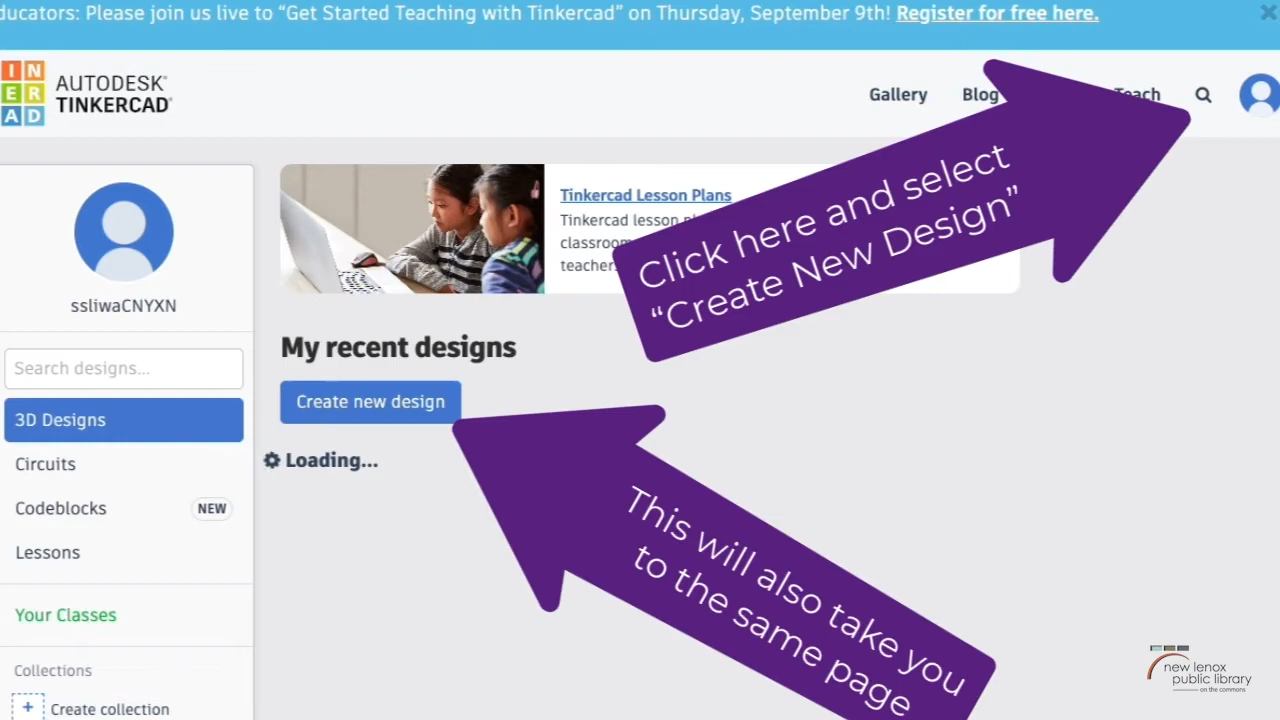 ducators: Please join us live to “Get Started Teaching with Tinkercad” on Thursday, September 9th! Register for free here.
I N
E R
A D
AUTODESK®
TINKERCAD®
Gallery Blog Teach
ssliwaCNYXN
Search designs...
3D Designs
Circuits
Codeblocks NEW
Lessons
Your Classes
Collections
Create collection
Tinkercad Lesson Plans
Tinkercad lesson
classroom
teacher
Click here and select
“Create New Design”
My recent designs
Create new design
Loading...
This will also take you
to the same page
new lenox
public library
on the commons